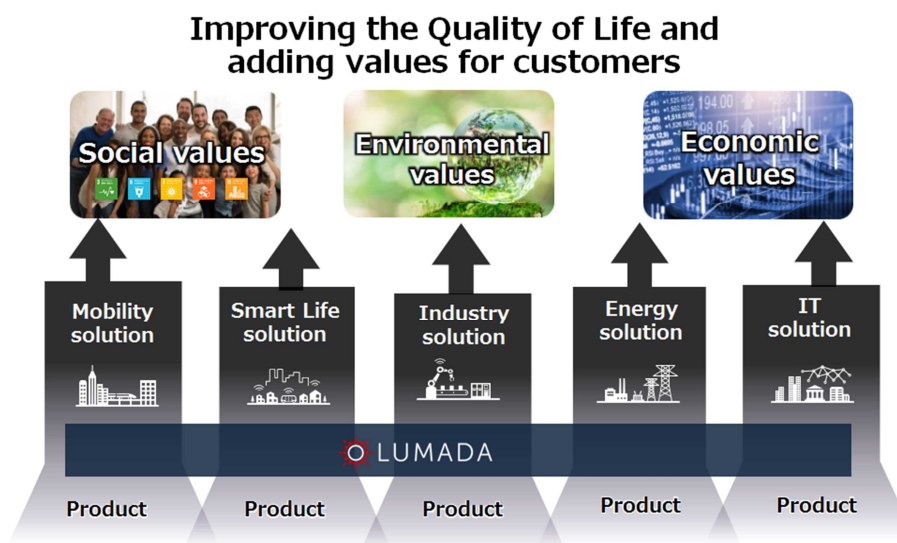 Improving the Quality of Life and
adding values for customers
Social values
Environmental
values
Economic
values
Mobility
solution
Smart Life
solution
Industry
solution
Energy
solution
IT
solution
LUMADA
Product
Product
Product
Product
Product